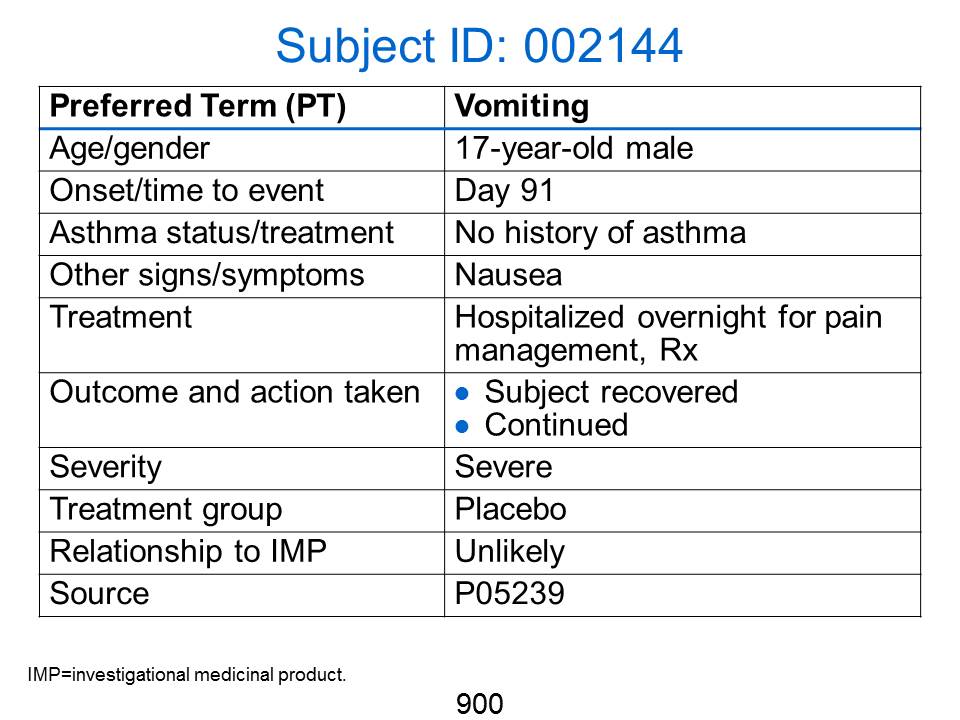 Subject ID: 002144
Preferred Term (PT) Vomiting
Age/gender 17-year-old male
Onset/time to event Day 91
Asthma status/treatment No history of asthma
Other signs/symptoms Nausea
Treatment Hospitalized overnight for pain
management, Rx
Outcome and action taken ● Subject recovered
● Continued
Severity Severe
Treatment group Placebo
Relationship to IMP Unlikely
Source P05239
IMP=investigational medicinal product.
900